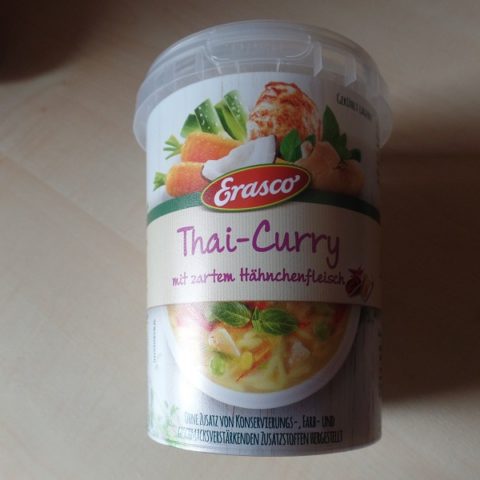 Erasco
Thai-Curry
mit zartem Hähnchenfleisch
OHNE ZUSATZ VON KONSERVIERUNGS-, FARB- UND
GESCHMACKSVERSTÄRKENDEN ZUSATZSTOFFEN HERGESTELLT